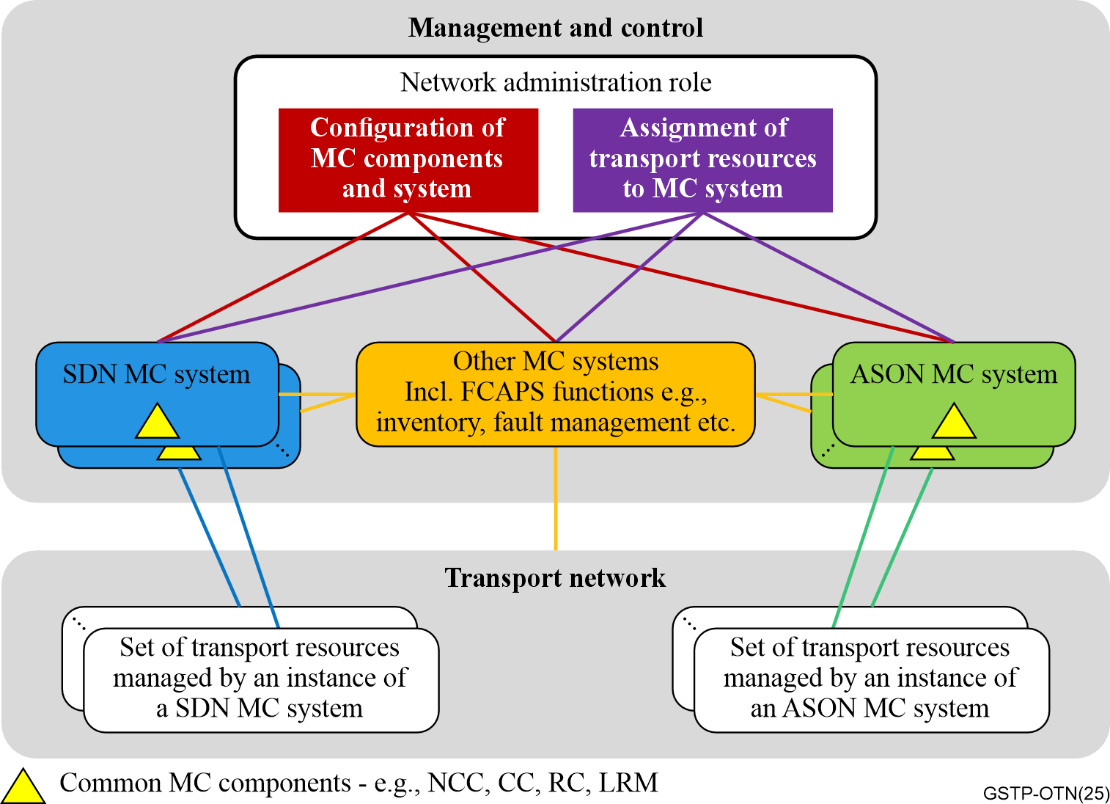 Management and control
Network administration role
Configuration of
MC components
and system
Assignment of
transport resources
to MC system
SDN MC system
Other MC systems
Incl. FCAPS functions e.g.,
inventory, fault management etc.
ASON MC system
Transport network
Set of transport resources
managed by an instance of
a SDN MC system
Set of transport resources
managed by an instance of
an ASON MC system
Common MC components - e.g., NCC, CC, RC, LRM
GSTP-OTN(25)